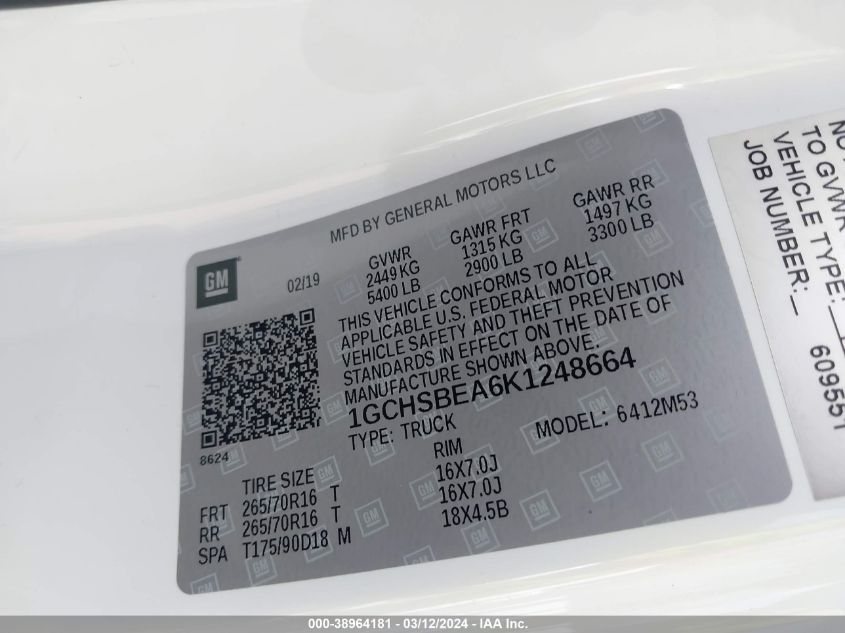 MFD BY GENERAL MOTORS LLC
GM
02/19
GVWR GAWR FRT GAWR RR
2449 KG 1315 KG 1497 KG
5400 LB 2900 LB 3300 LB
THIS VEHICLE CONFORMS TO ALL
APPLICABLE U.S. FEDERAL MOTOR
VEHICLE SAFETY AND THEFT PREVENTION
STANDARDS IN EFFECT ON THE DATE OF
MANUFACTURE SHOWN ABOVE.
1GCHSBEA6K1248664
TYPE: TRUCK MODEL: 6412M53
8624
TIRE SIZE RIM
FRT 265/70R16 T 16X7.0J
RR 265/70R16 T 16X7.0J
SPA T175/90D18 M 18X4.5B
TO GVWR
VEHICLE TYPE:
JOB NUMBER:
609551
000-38964181 - 03/12/2024 - IAA Inc.